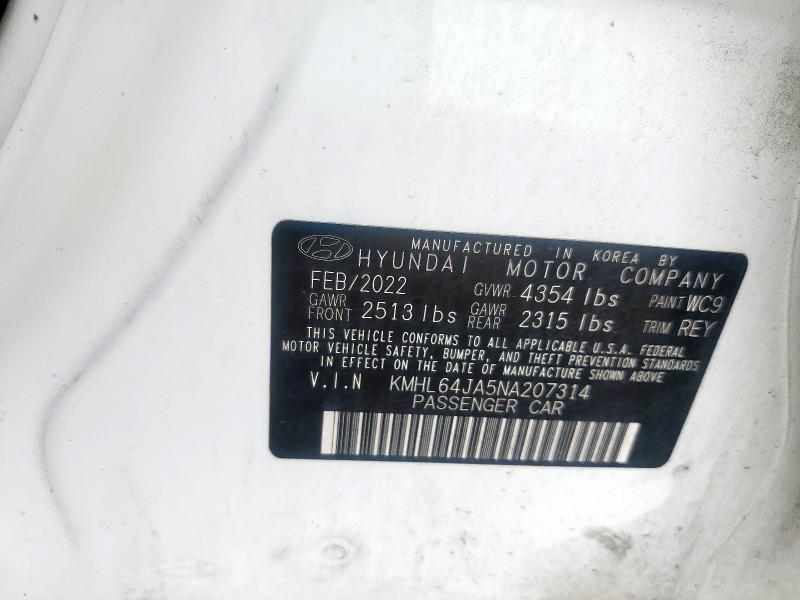 MANUFACTURED IN KOREA BY
HYUNDAI MOTOR COMPANY
FEB/2022 GVWR 4354 lbs PAINT WC9
GAWR FRONT 2513 lbs GAWR REAR 2315 lbs TRIM REY
THIS VEHICLE CONFORMS TO ALL APPLICABLE U.S.A. FEDERAL
MOTOR VEHICLE SAFETY, BUMPER, AND THEFT PREVENTION STANDARDS
IN EFFECT ON THE DATE OF MANUFACTURE SHOWN ABOVE
V.I.N KMHL64JA5NA207314
PASSENGER CAR